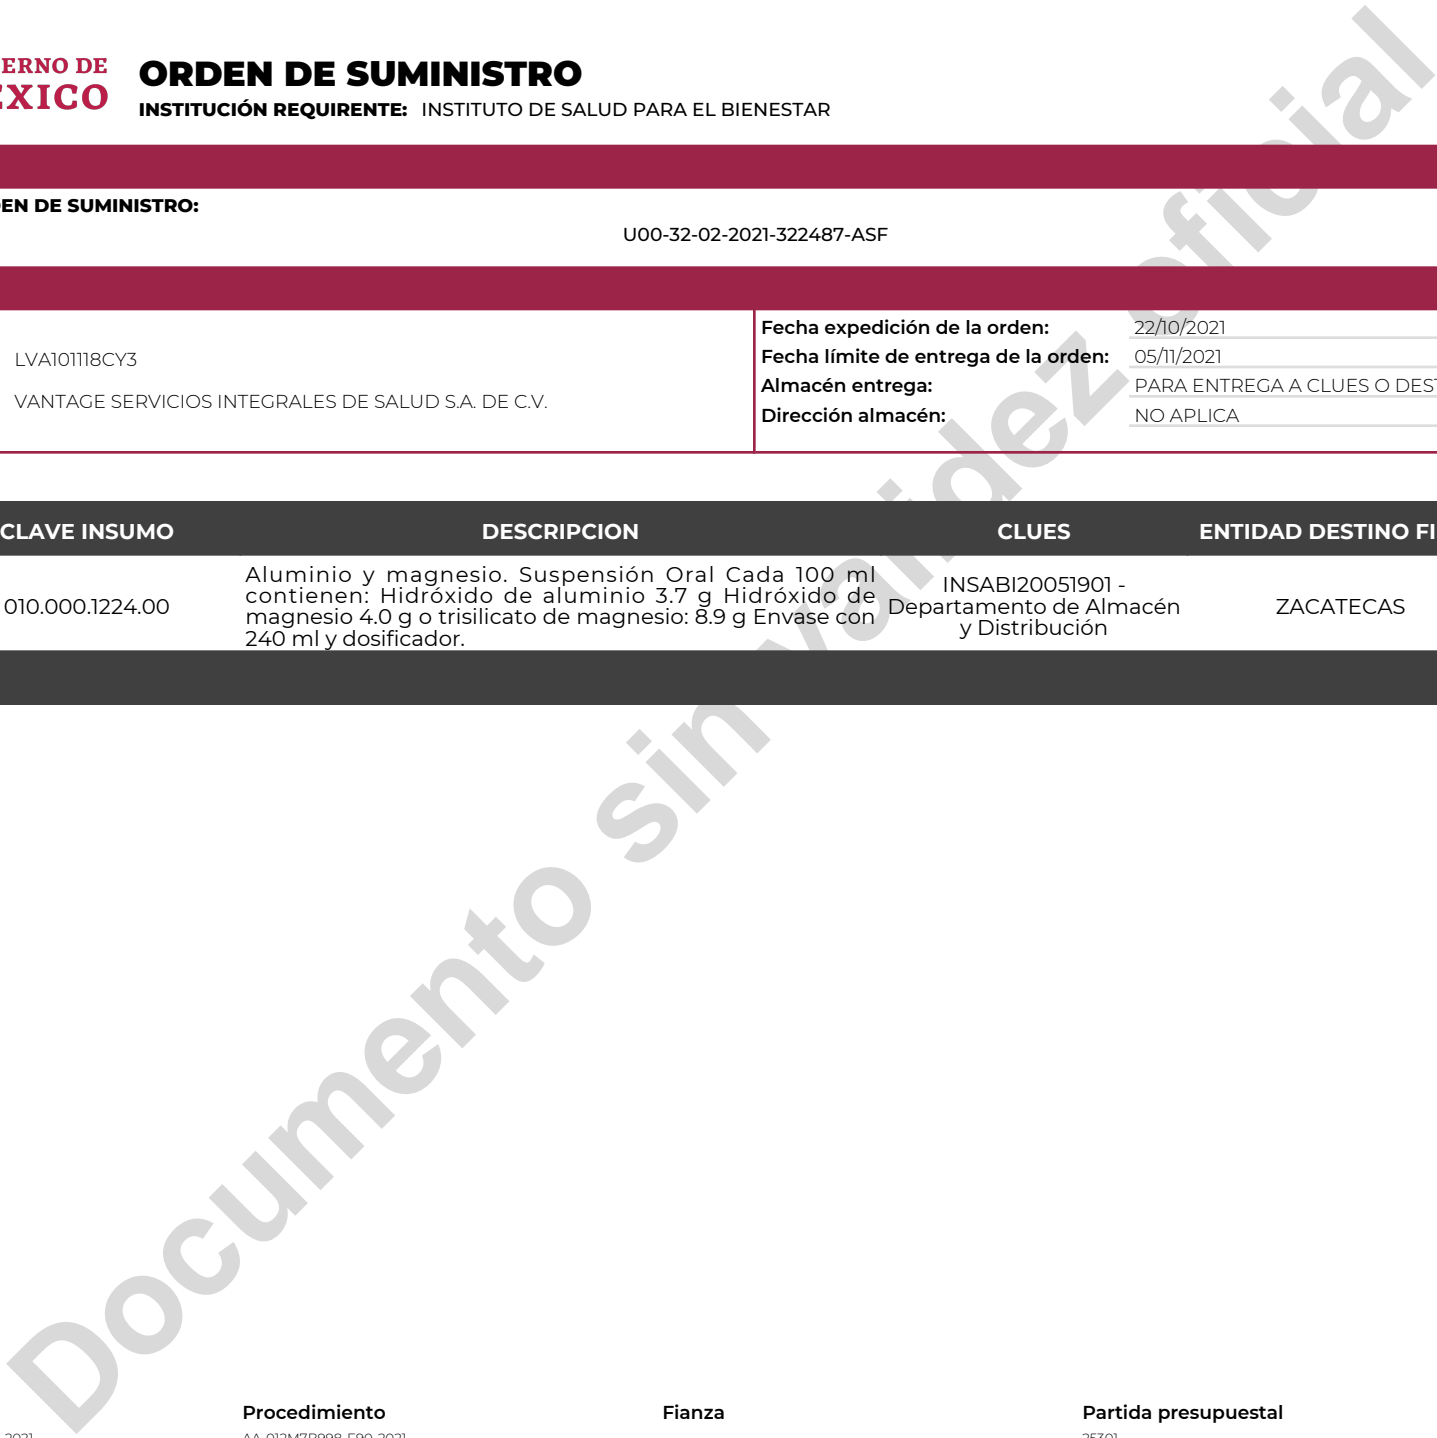 ERNO DE
ORDEN DE SUMINISTRO
XICO
INSTITUCIÓN REQUIRENTE: INSTITUTO DE SALUD PARA EL BIENESTAR
EN DE SUMINISTRO:
U00-32-02-2021-322487-ASF
LVA101118CY3
VANTAGE SERVICIOS INTEGRALES DE SALUD S.A. DE C.V.
Fecha expedición de la orden: 22/10/2021
Fecha límite de entrega de la orden: 05/11/2021
Almacén entrega: PARA ENTREGA A CLUES O DEST
Dirección almacén: NO APLICA
CLAVE INSUMO DESCRIPCION CLUES ENTIDAD DESTINO FI
010.000.1224.00
Aluminio y magnesio. Suspensión Oral Cada 100 ml
contienen: Hidróxido de aluminio 3.7 g Hidróxido de
magnesio 4.0 g o trisilicato de magnesio: 8.9 g Envase con
240 ml y dosificador.
INSABI20051901 -
Departamento de Almacén
y Distribución
ZACATECAS
Documento sin validez oficial
Procedimiento Fianza Partida presupuestal